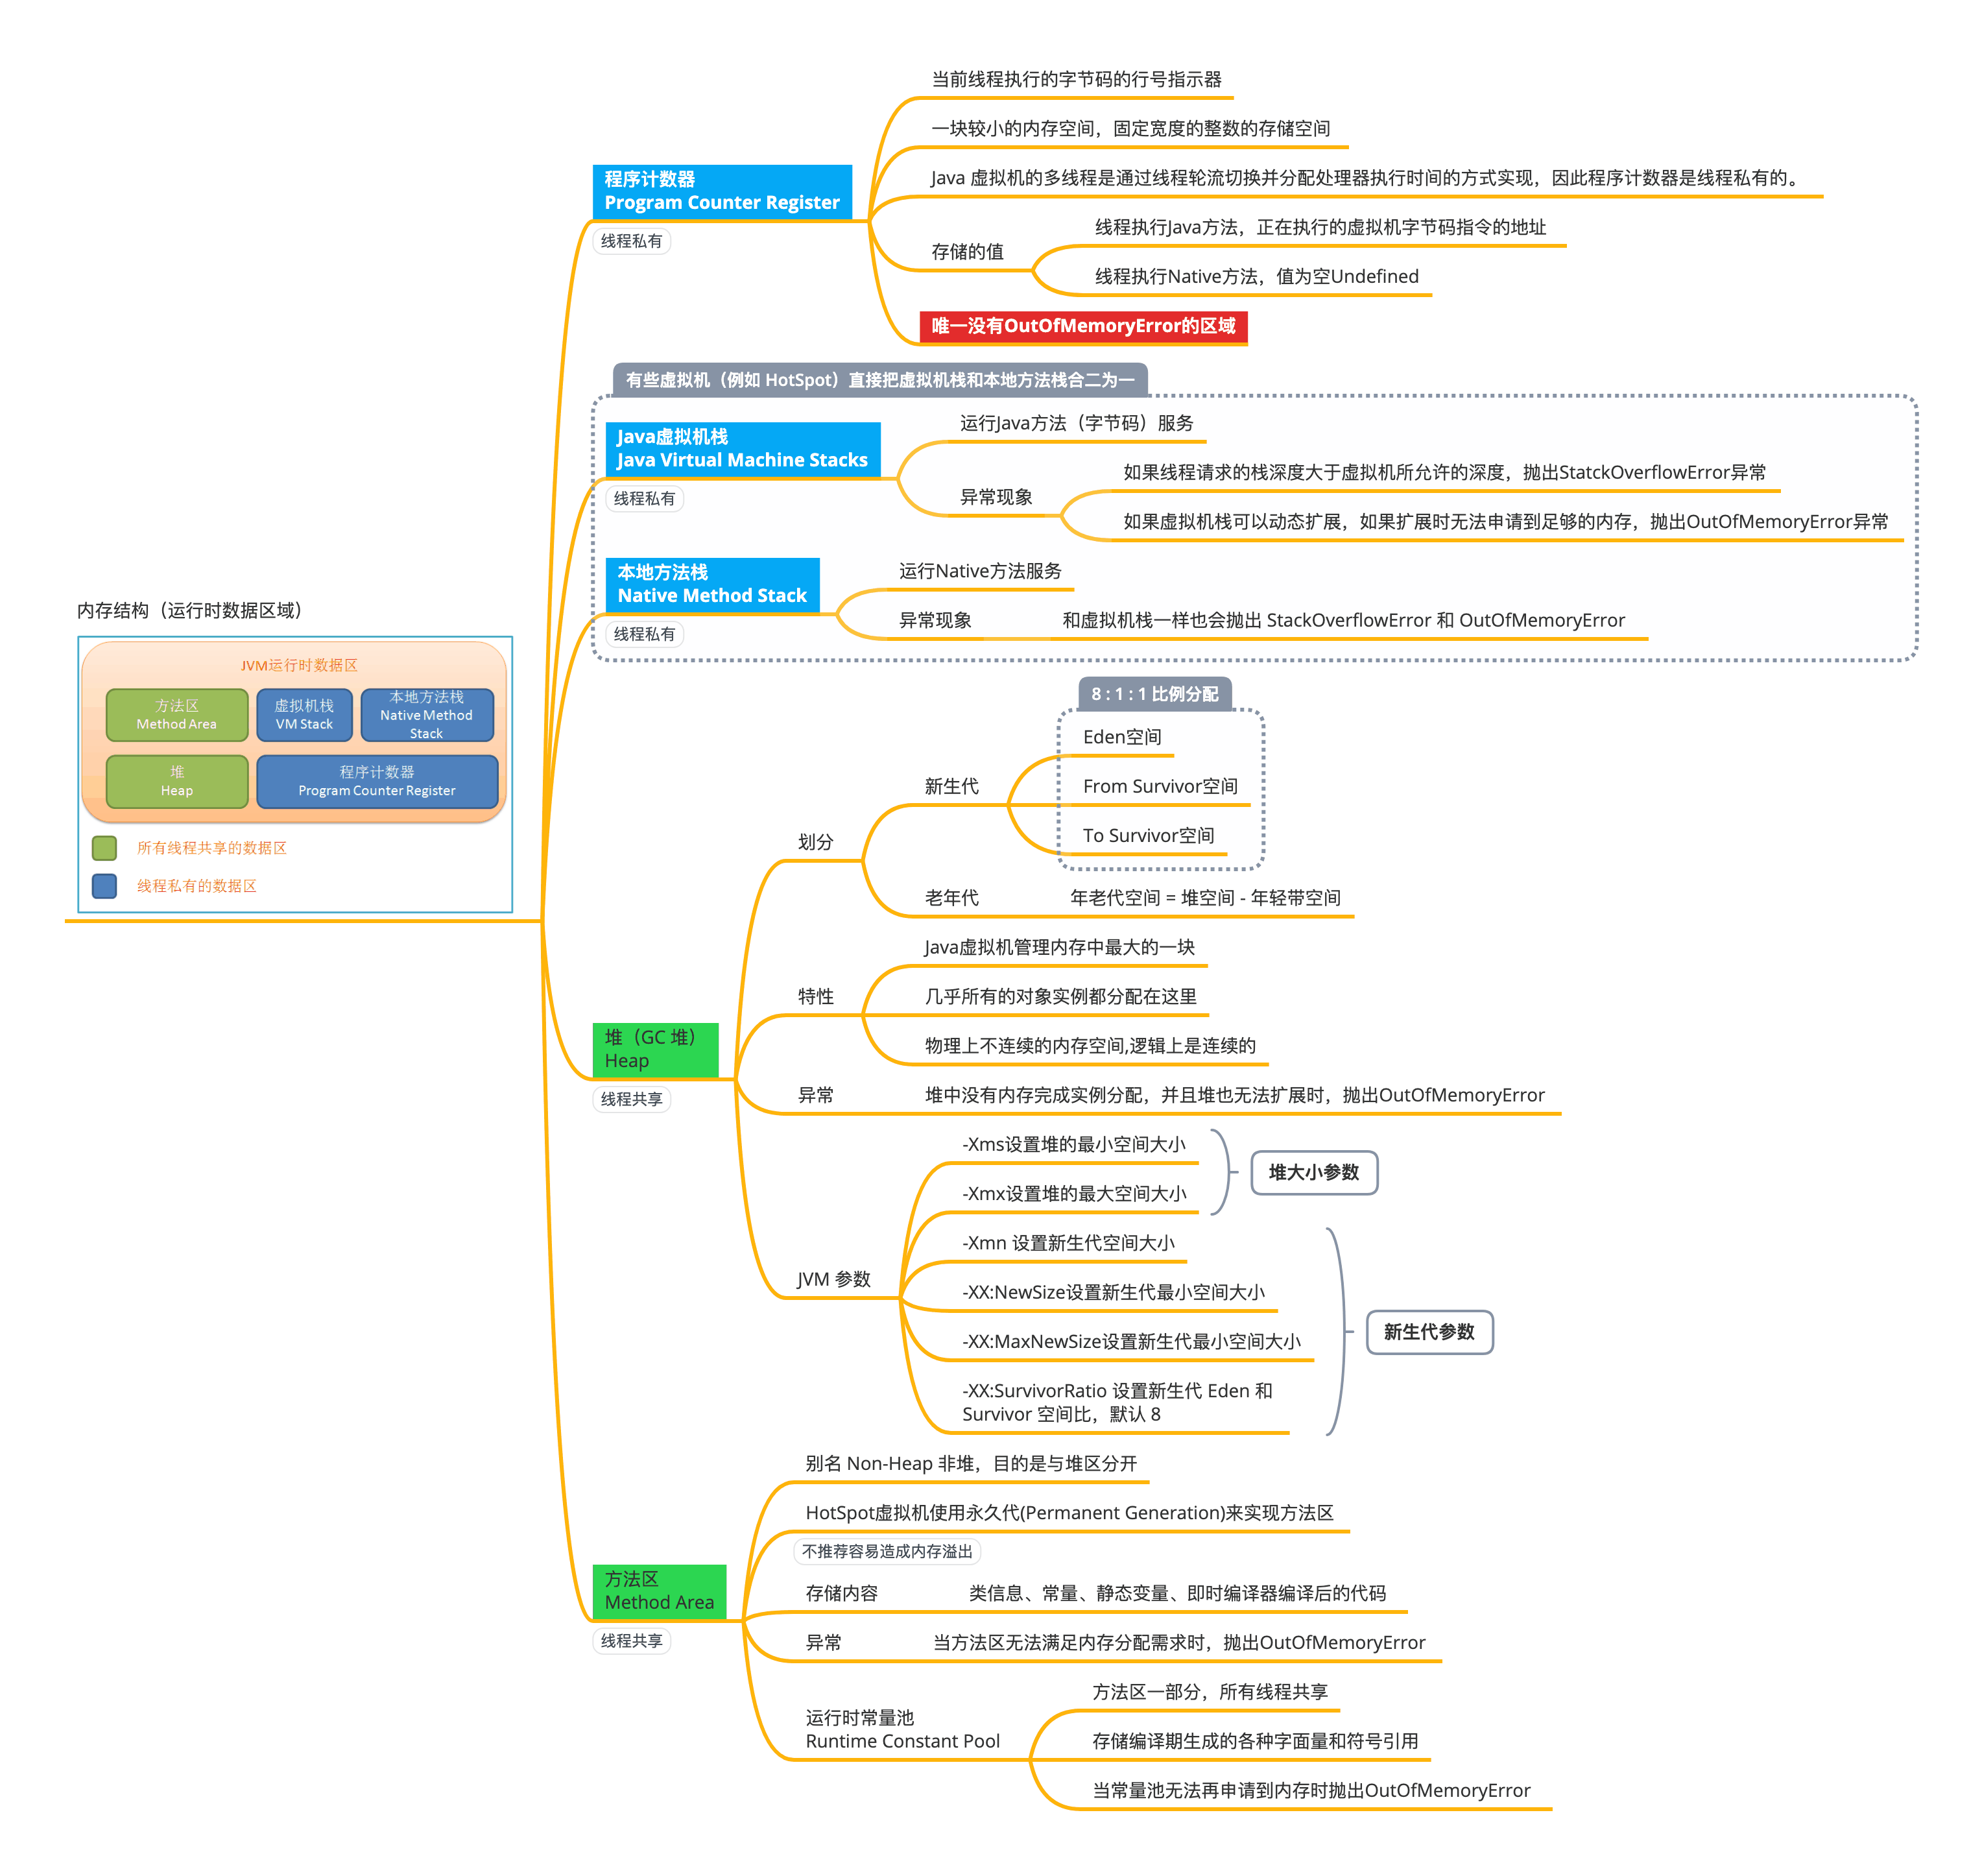 内存结构（运行时数据区域）
JVM运行时数据区
方法区
Method Area
虚拟机栈
VM Stack
本地方法栈
Native Method
Stack
堆
Heap
程序计数器
Program Counter Register
所有线程共享的数据区
线程私有的数据区
程序计数器
Program Counter Register
线程私有
当前线程执行的字节码的行号指示器
一块较小的内存空间，固定宽度的整数的存储空间
Java 虚拟机的多线程是通过线程轮流切换并分配处理器执行时间的方式实现，因此程序计数器是线程私有的。
存储的值
线程执行Java方法，正在执行的虚拟机字节码指令的地址
线程执行Native方法，值为空Undefined
唯一没有OutOfMemoryError的区域
有些虚拟机（例如 HotSpot）直接把虚拟机栈和本地方法栈合二为一
Java虚拟机栈
Java Virtual Machine Stacks
线程私有
运行Java方法（字节码）服务
异常现象
如果线程请求的栈深度大于虚拟机所允许的深度，抛出StatckOverflowError异常
如果虚拟机栈可以动态扩展，如果扩展时无法申请到足够的内存，抛出OutOfMemoryError异常
本地方法栈
Native Method Stack
线程私有
运行Native方法服务
异常现象
和虚拟机栈一样也会抛出 StackOverflowError 和 OutOfMemoryError
堆（GC 堆）
Heap
线程共享
划分
新生代
8 : 1 : 1 比例分配
Eden空间
From Survivor空间
To Survivor空间
老年代
年老代空间 = 堆空间 - 年轻带空间
特性
Java虚拟机管理内存中最大的一块
几乎所有的对象实例都分配在这里
物理上不连续的内存空间,逻辑上是连续的
异常
堆中没有内存完成实例分配，并且堆也无法扩展时，抛出OutOfMemoryError
JVM 参数
-Xms设置堆的最小空间大小
-Xmx设置堆的最大空间大小
堆大小参数
-Xmn 设置新生代空间大小
-XX:NewSize设置新生代最小空间大小
-XX:MaxNewSize设置新生代最小空间大小
-XX:SurvivorRatio 设置新生代 Eden 和
Survivor 空间比，默认 8
新生代参数
方法区
Method Area
线程共享
别名 Non-Heap 非堆，目的是与堆区分开
HotSpot虚拟机使用永久代(Permanent Generation)来实现方法区
不推荐容易造成内存溢出
存储内容
类信息、常量、静态变量、即时编译器编译后的代码
异常
当方法区无法满足内存分配需求时，抛出OutOfMemoryError
运行时常量池
Runtime Constant Pool
方法区一部分，所有线程共享
存储编译期生成的各种字面量和符号引用
当常量池无法再申请到内存时抛出OutOfMemoryError